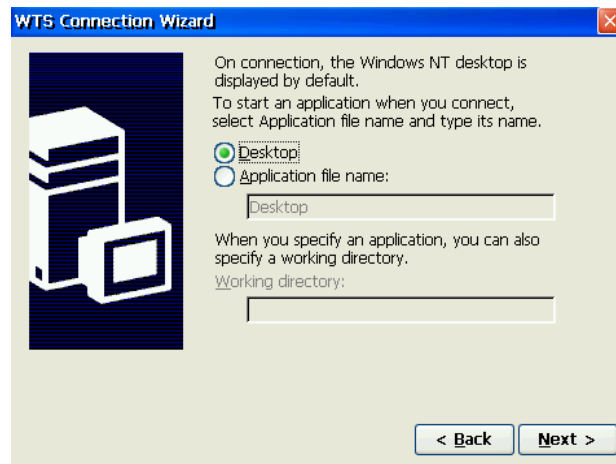 WTS Connection Wizard
On connection, the Windows NT desktop is
displayed by default.
To start an application when you connect,
select Application file name and type its name.
Desktop
Application file name:
Desktop
When you specify an application, you can also
specify a working directory.
Working directory:
< Back Next >